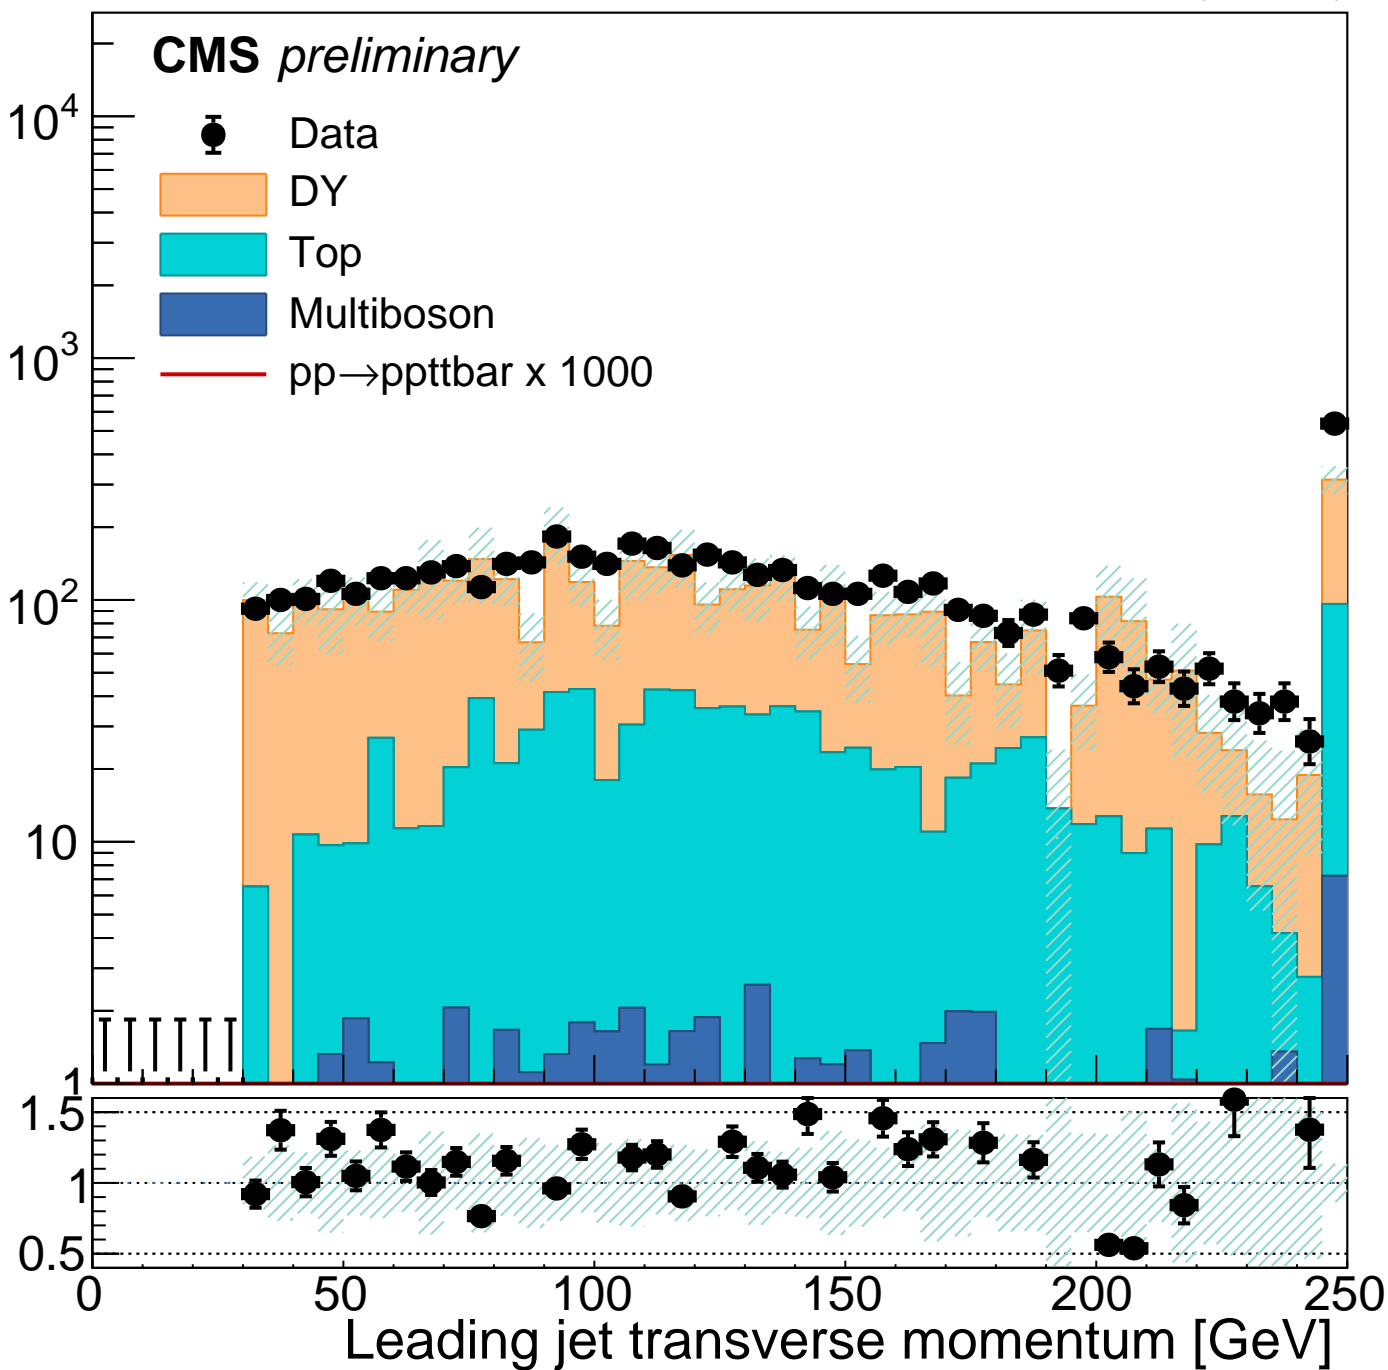 CMS preliminary
Data
DY
Top
Multiboson
pp→ppttbar x 1000
10^4
10^3
10^2
10
1
1.5
1
0.5
0 50 100 150 200 250
Leading jet transverse momentum [GeV]